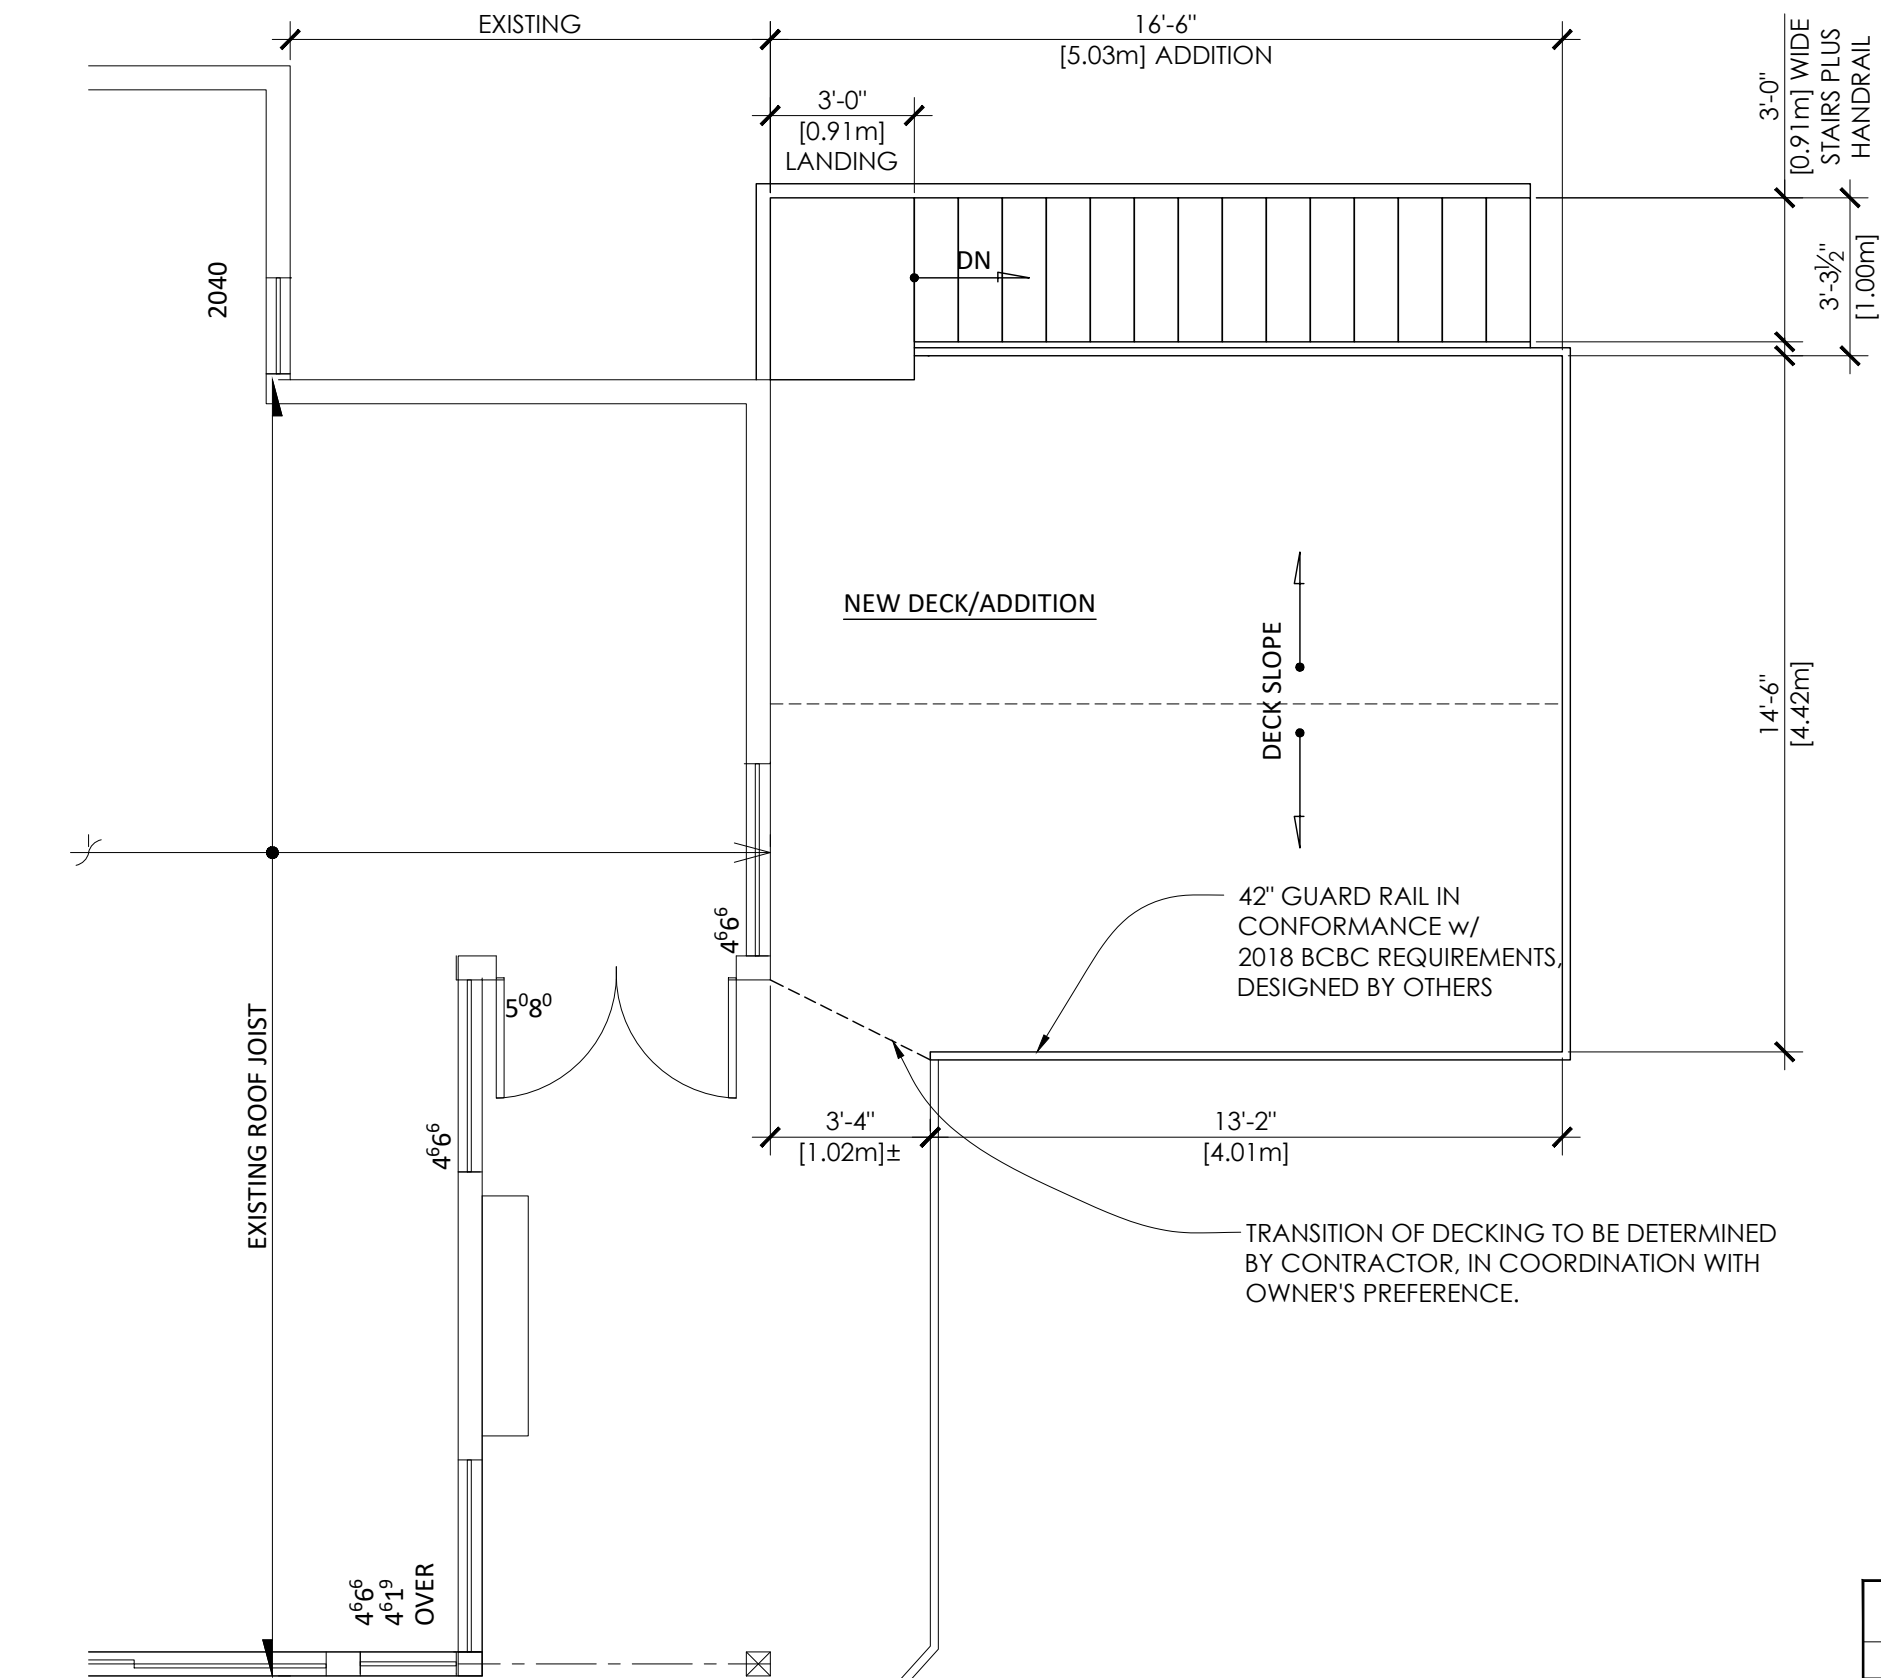 EXISTING
16'-6"
[5.03m] ADDITION
3'-0"
[0.91m] WIDE
STAIRS PLUS
HANDRAIL
3'-0"
[0.91m]
LANDING
2040
DN
3'-3½"
[1.00m]
NEW DECK/ADDITION
DECK SLOPE
14'-6"
[4.42m]
4⁶6⁶
42" GUARD RAIL IN
CONFORMANCE w/
2018 BCBC REQUIREMENTS,
DESIGNED BY OTHERS
5⁰8⁰
EXISTING ROOF JOIST
4⁶6⁶
3'-4"
[1.02m]±
13'-2"
[4.01m]
TRANSITION OF DECKING TO BE DETERMINED
BY CONTRACTOR, IN COORDINATION WITH
OWNER'S PREFERENCE.
4⁶6⁶
4⁶1⁹
OVER